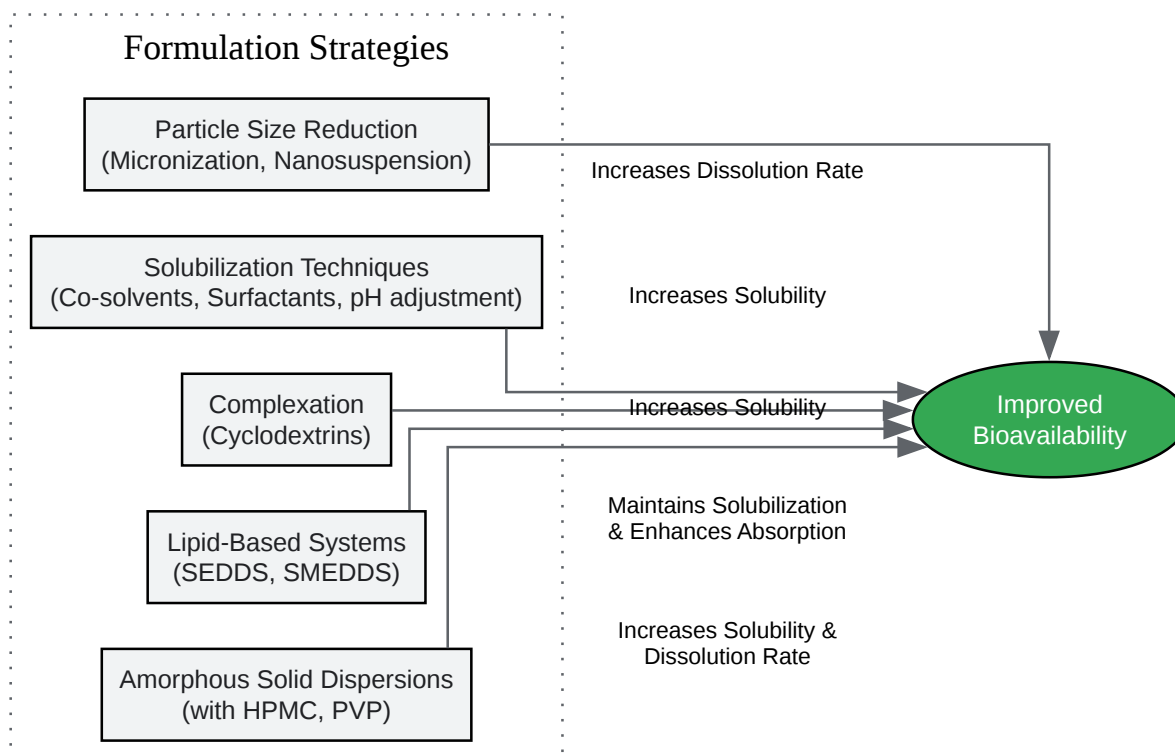 Formulation Strategies
Particle Size Reduction
(Micronization, Nanosuspension)
Increases Dissolution Rate
Solubilization Techniques
(Co-solvents, Surfactants, pH adjustment)
Increases Solubility
Complexation
(Cyclodextrins)
Increases Solubility
Improved
Bioavailability
Lipid-Based Systems
(SEDDS, SMEDDS)
Maintains Solubilization
& Enhances Absorption
Amorphous Solid Dispersions
(with HPMC, PVP)
Increases Solubility &
Dissolution Rate